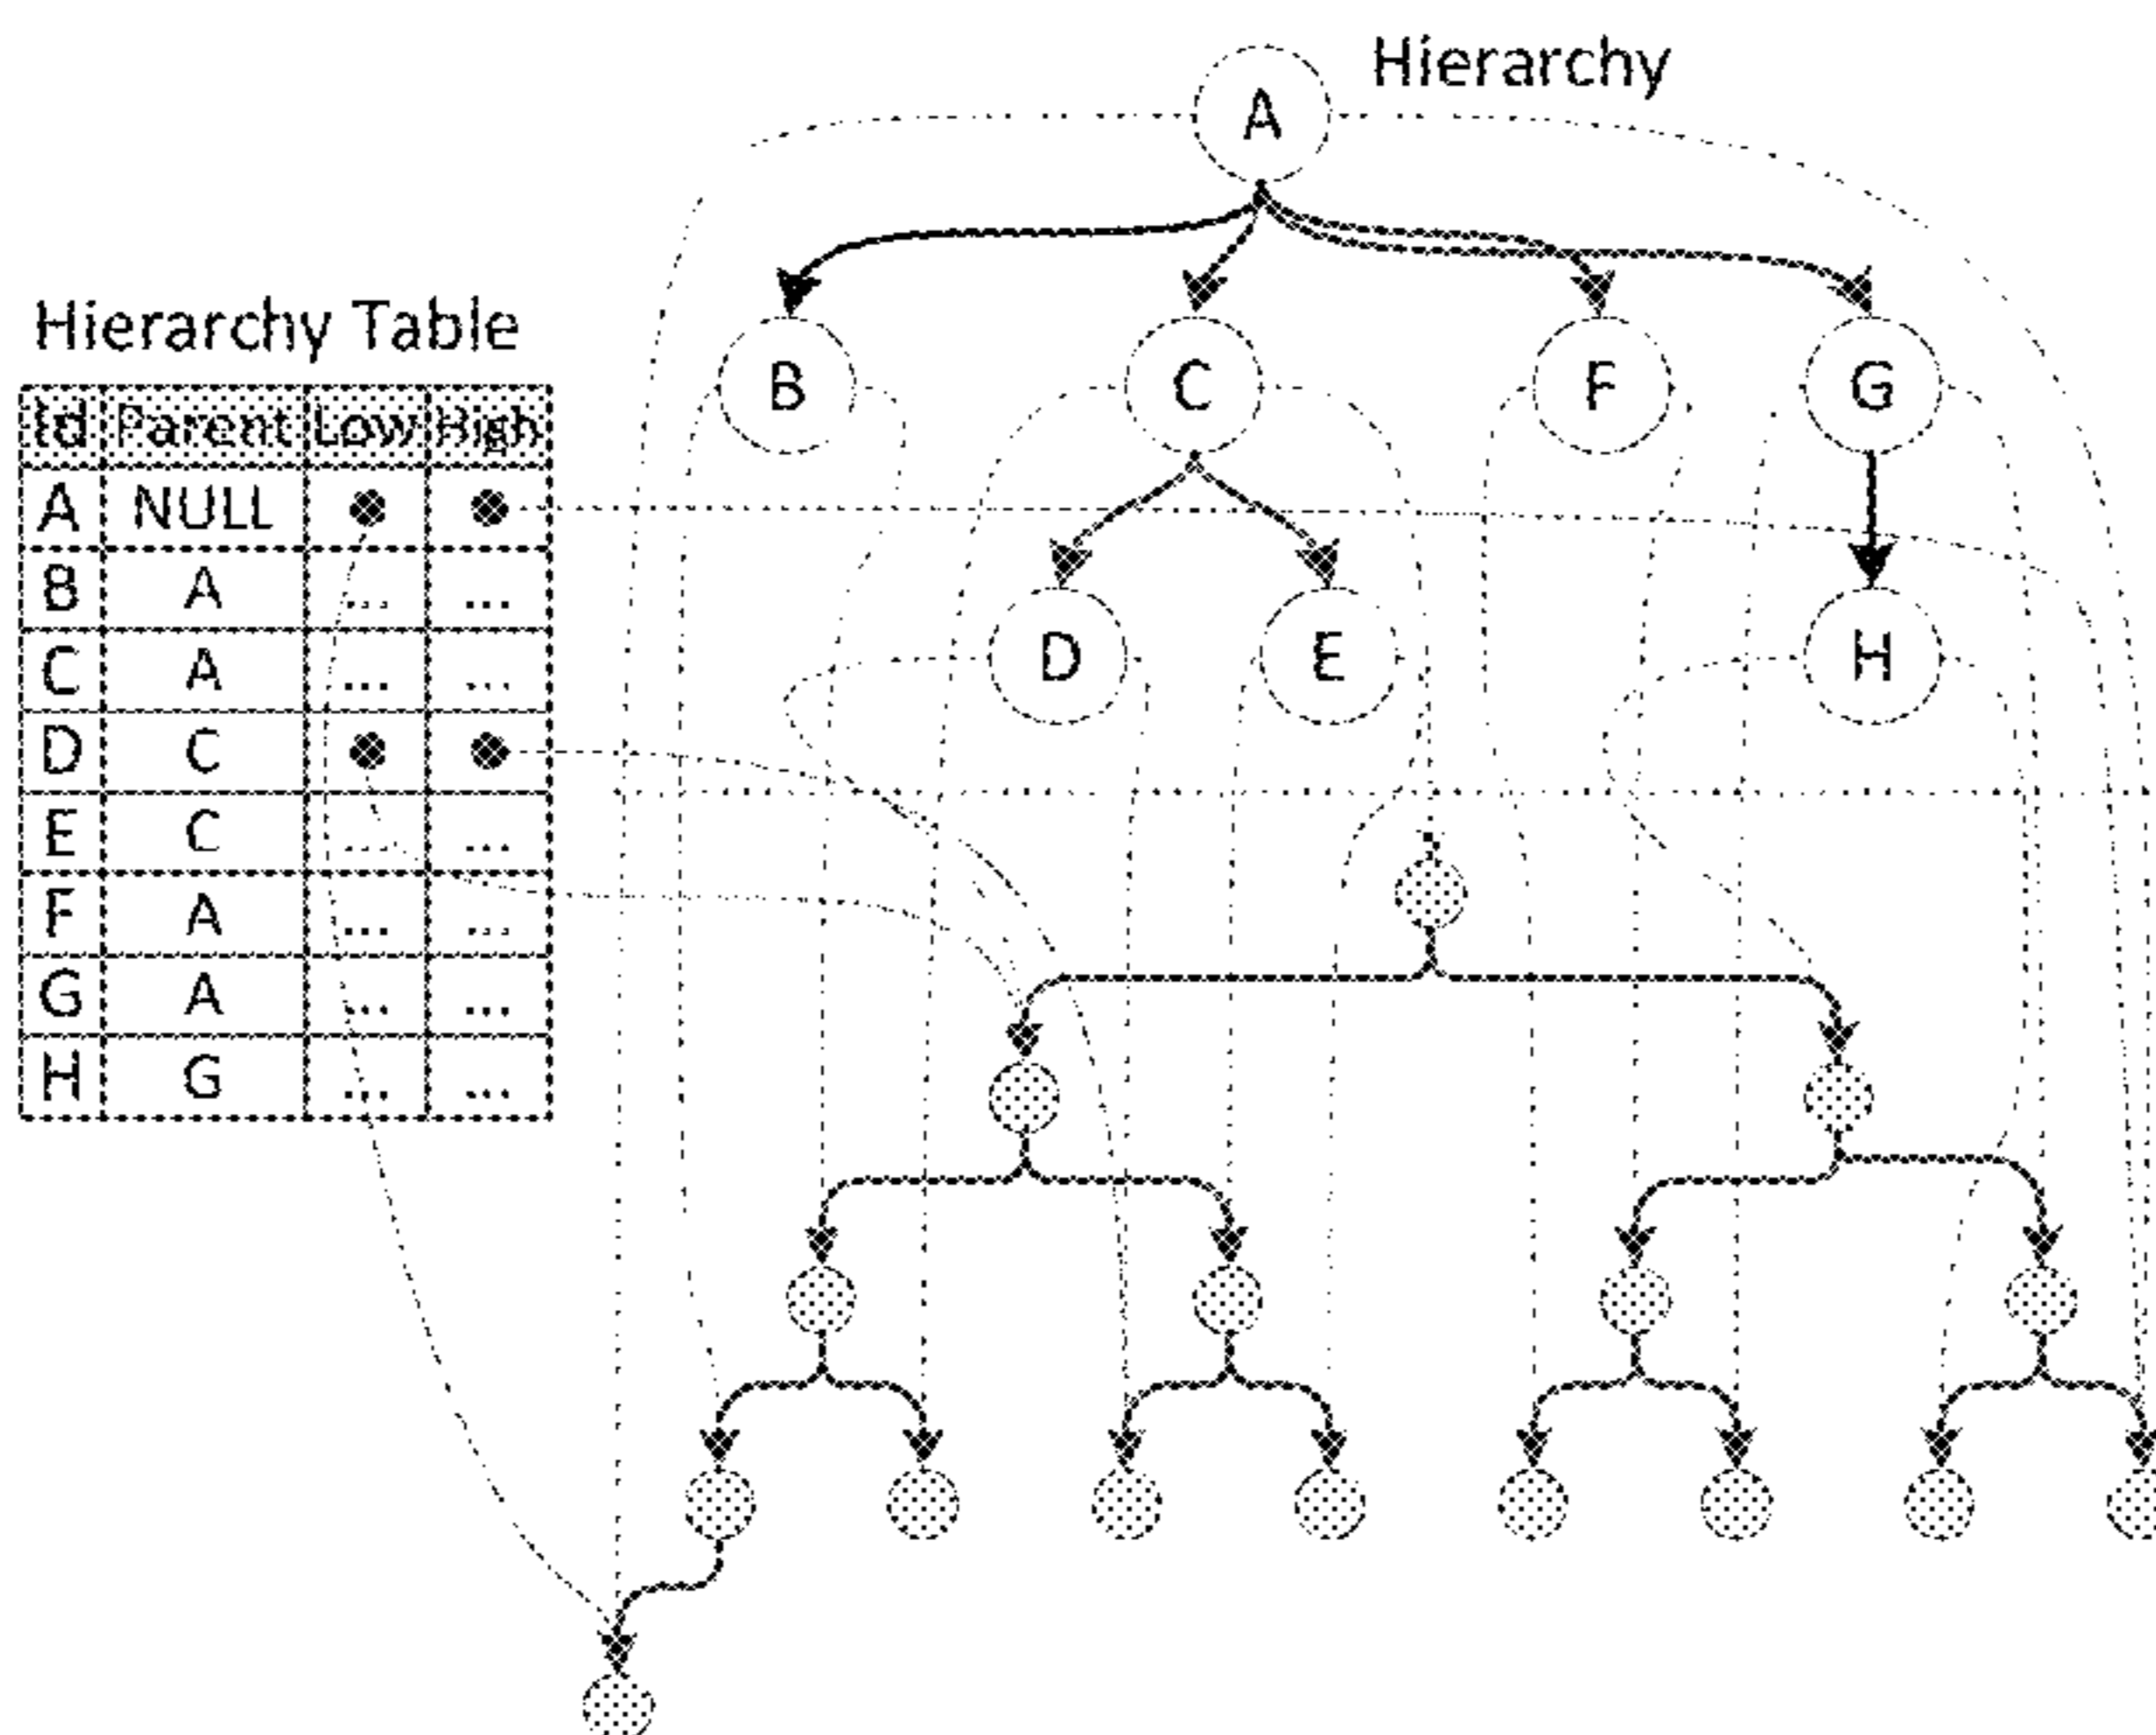 Hierarchy
A
B C F G
D E H
Hierarchy Table
Id Parent Low High
A NULL
B A ... ...
C A ... ...
D C
E C ... ...
F A ... ...
G A ... ...
H G ... ...